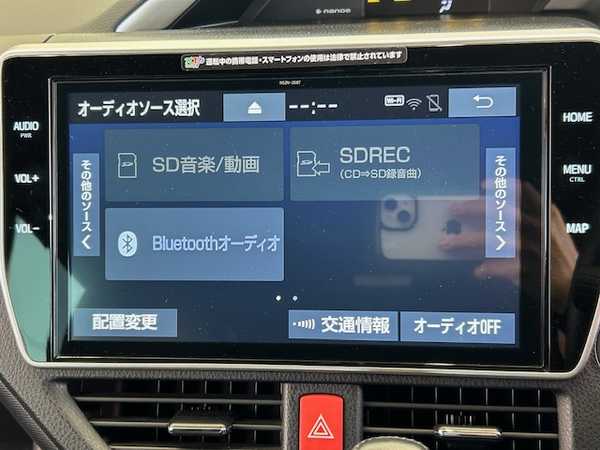 nanoe
運転中の携帯電話・スマートフォンの使用は法律で禁止されています
オーディオソース選択
--:--
Wi-Fi
AUDIO
PWR
VOL+
VOL-
HOME
MENU
CTRL
MAP
その他のソース
SD音楽/動画
SDREC
(CD⇒SD録音曲)
その他のソース
Bluetoothオーディオ
配置変更
交通情報
オーディオOFF